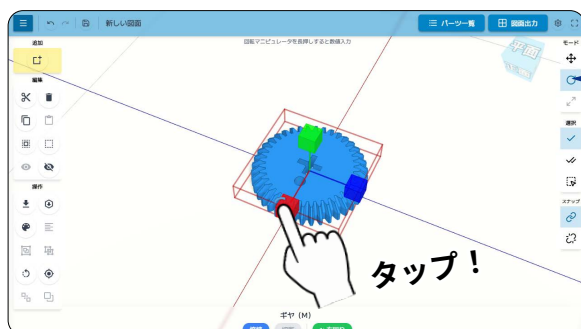 新しい図面
パーツ一覧
図面出力
追加
回転マニピュレータを長押しすると数値入力
平面
モード
編集
選択
操作
スナップ
タップ！
ギヤ（M）